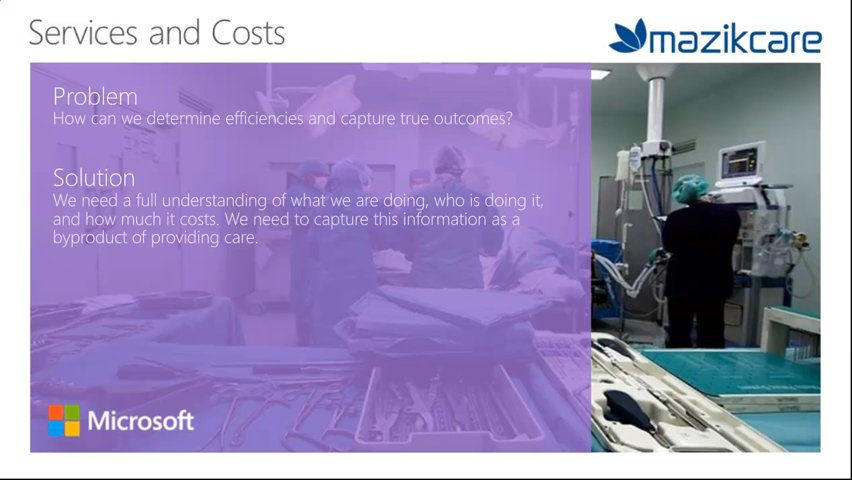 Services and Costs
mazikcare
Problem
How can we determine efficiencies and capture true outcomes?
Solution
We need a full understanding of what we are doing, who is doing it,
and how much it costs. We need to capture this information as a
byproduct of providing care.
Microsoft